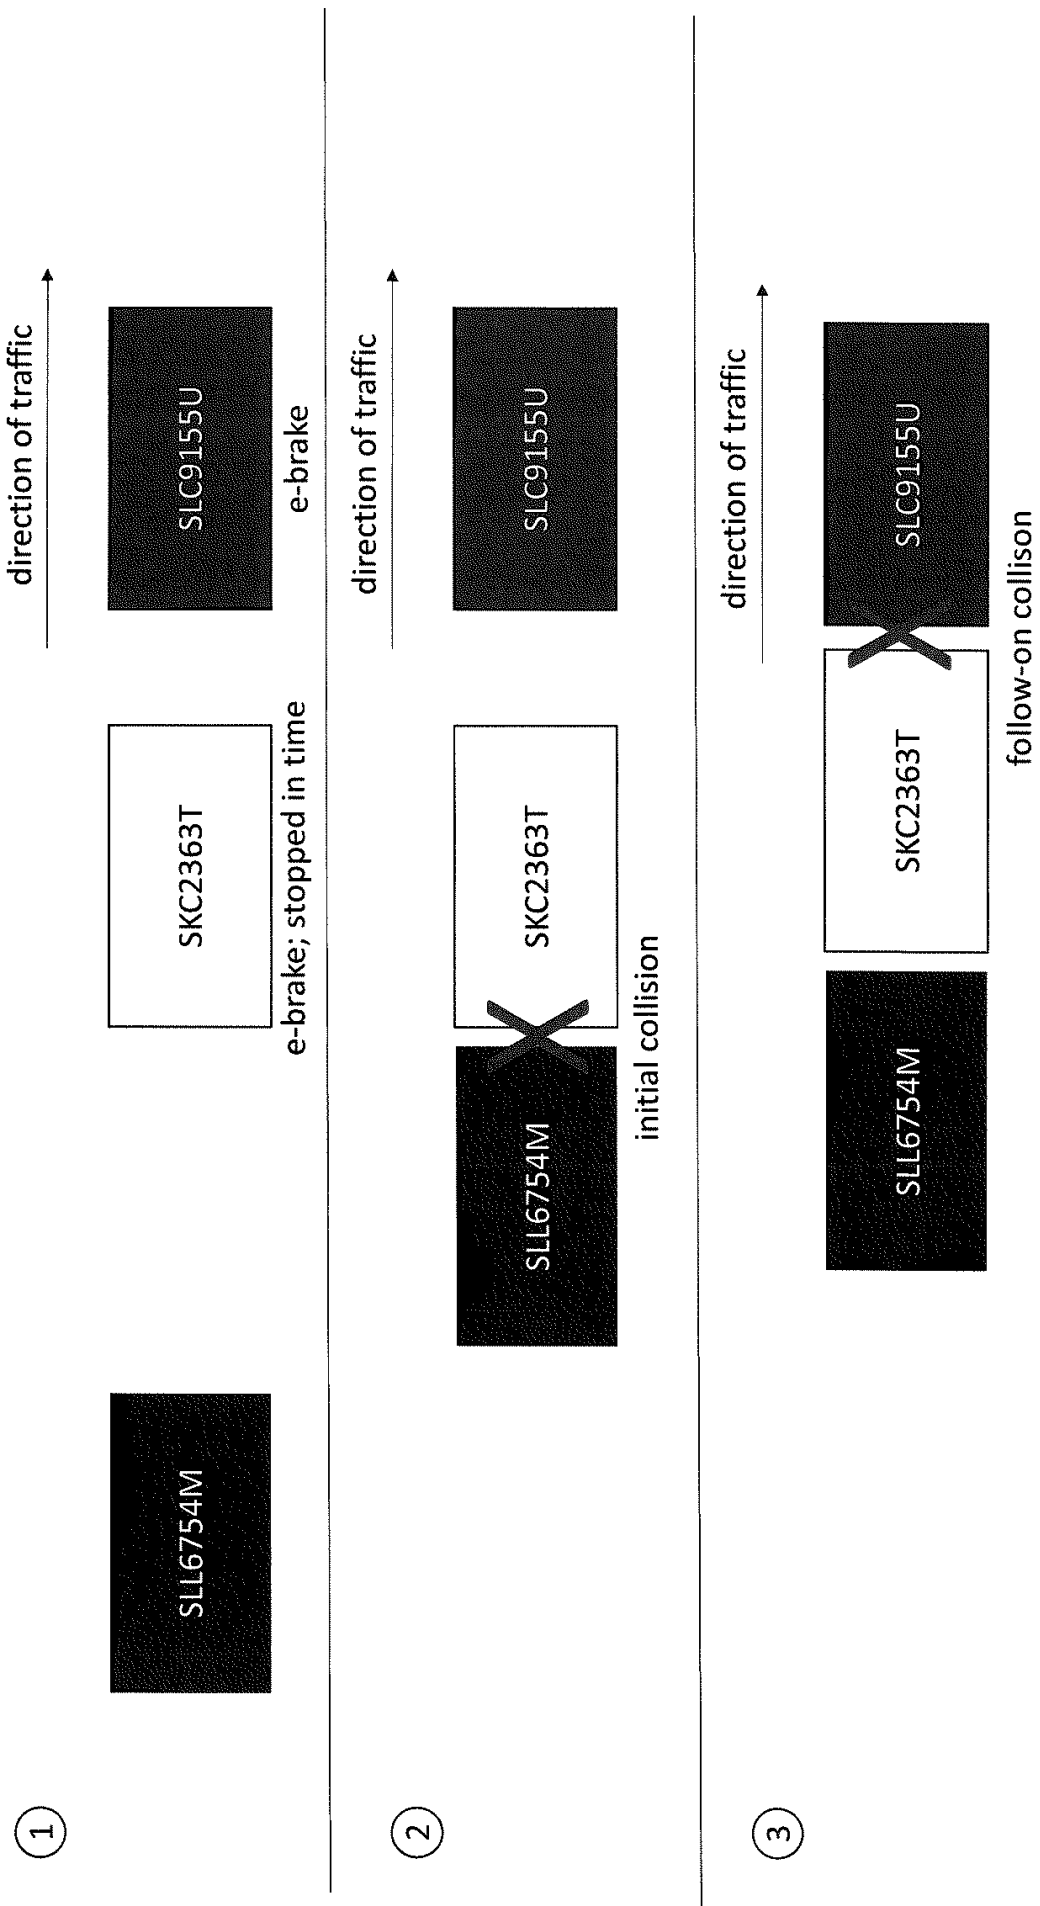 1
direction of traffic
SLL6754M
SKC2363T
SLC9155U
e-brake; stopped in time
e-brake
2
direction of traffic
SLL6754M
SKC2363T
SLC9155U
initial collision
3
direction of traffic
SLL6754M
SKC2363T
SLC9155U
follow-on collison